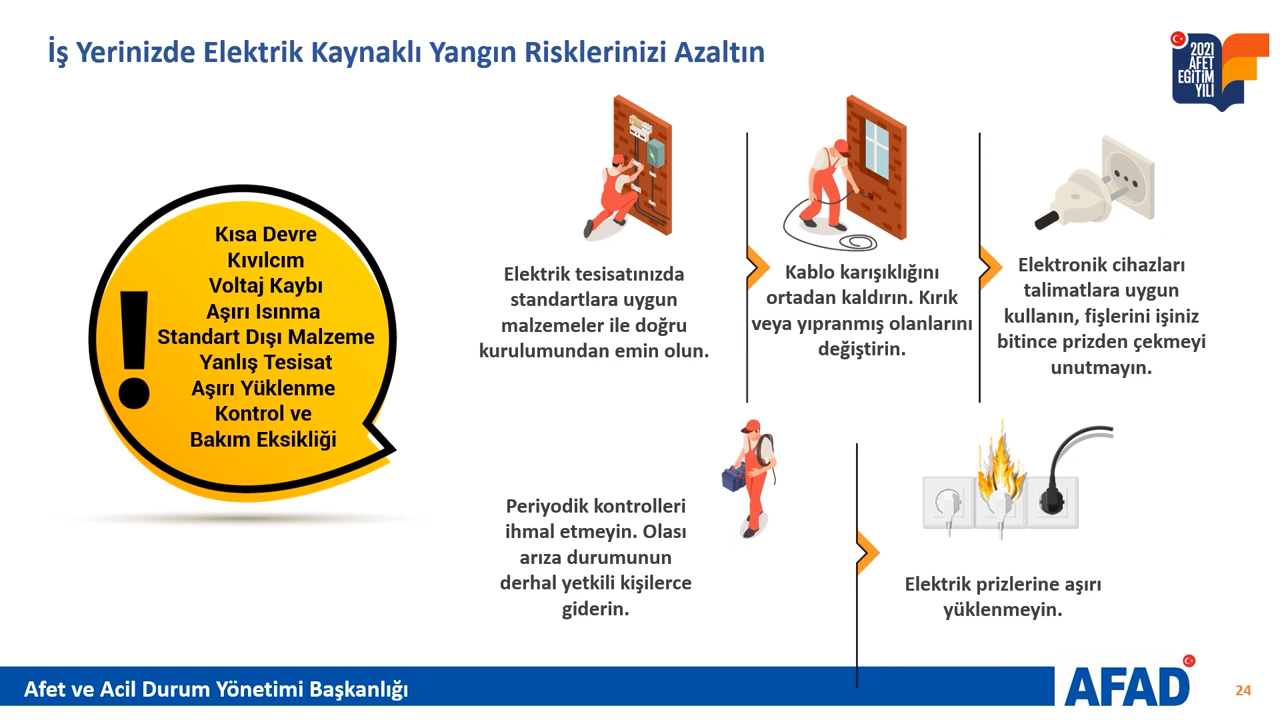 İş Yerinizde Elektrik Kaynaklı Yangın Risklerinizi Azaltın
2021
AFET
EĞİTİM
YILI
Kısa Devre
Kıvılcım
Voltaj Kaybı
Aşırı Isınma
Standart Dışı Malzeme
Yanlış Tesisat
Aşırı Yüklenme
Kontrol ve
Bakım Eksikliği
!
Elektrik tesisatınızda
standartlara uygun
malzemeler ile doğru
kurulumundan emin olun.
Kablo karışıklığını
ortadan kaldırın. Kırık
veya yıpranmış olanlarını
değiştirin.
Elektronik cihazları
talimatlara uygun
kullanın, fişlerini işiniz
bitince prizden çekmeyi
unutmayın.
Periyodik kontrolleri
ihmal etmeyin. Olası
arıza durumunun
derhal yetkili kişilerce
giderin.
Elektrik prizlerine aşırı
yüklenmeyin.
Afet ve Acil Durum Yönetimi Başkanlığı
AFAD
24